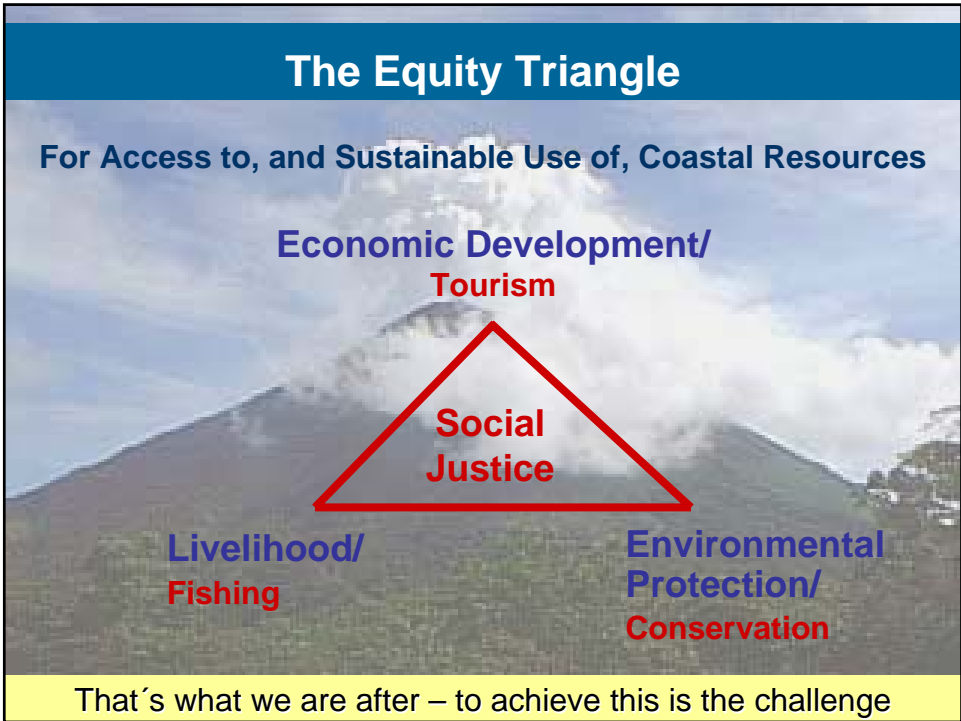 The Equity Triangle
For Access to, and Sustainable Use of, Coastal Resources
Economic Development/
Tourism
Social
Justice
Livelihood/
Fishing
Environmental
Protection/
Conservation
That´s what we are after – to achieve this is the challenge